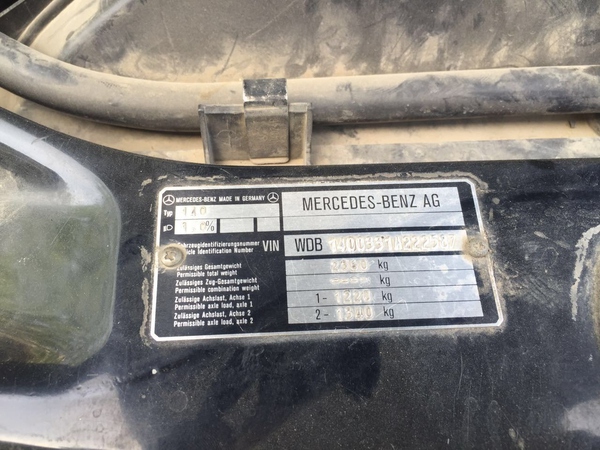 MERCEDES-BENZ MADE IN GERMANY
MERCEDES-BENZ AG
Typ 140
Fahrzeugidentifizierungsnummer
Vehicle Identification Number VIN WDB
Zulässiges Gesamtgewicht
Permissible total weight kg
Zulässiges Zug-Gesamtgewicht
Permissible combination weight kg
Zulässige Achslast, Achse 1
Permissible axle load, axle 1 1- kg
Zulässige Achslast, Achse 2
Permissible axle load, axle 2 2- kg